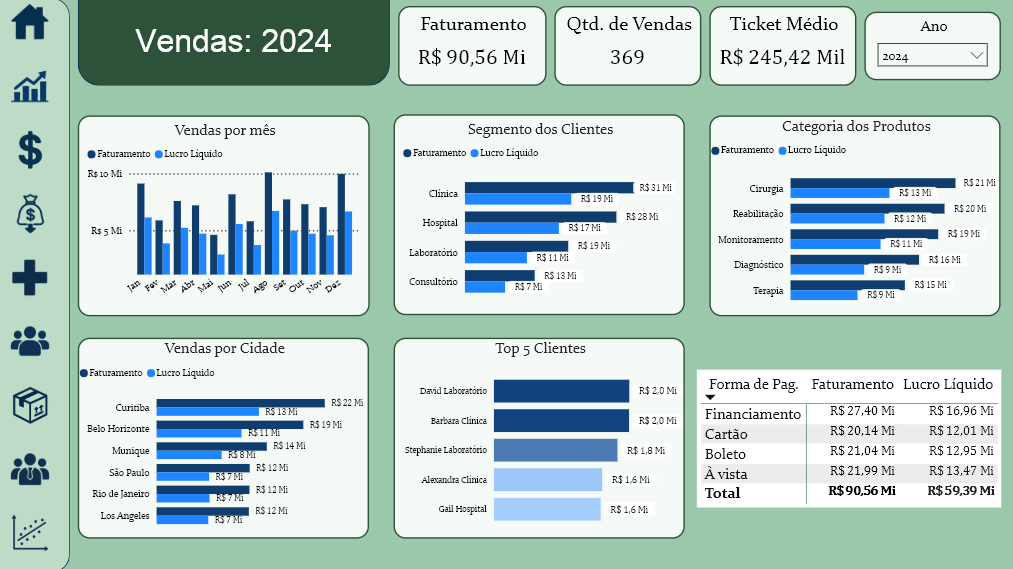 Vendas: 2024
Faturamento
R$ 90,56 Mi
Qtd. de Vendas
369
Ticket Médio
R$ 245,42 Mil
Ano
2024
Vendas por mês
Faturamento Lucro Líquido
R$ 10 Mi
R$ 5 Mi
Jan Fev Mar Abr Mai Jun Jul Ago Set Out Nov Dez
Segmento dos Clientes
Faturamento Lucro Líquido
Clínica R$ 31 Mi
R$ 19 Mi
Hospital R$ 28 Mi
R$ 17 Mi
Laboratório R$ 19 Mi
R$ 11 Mi
Consultório R$ 13 Mi
R$ 7 Mi
Categoria dos Produtos
Faturamento Lucro Líquido
Cirurgia R$ 21 Mi
R$ 13 Mi
Reabilitação R$ 20 Mi
R$ 12 Mi
Monitoramento R$ 19 Mi
R$ 11 Mi
Diagnóstico R$ 16 Mi
R$ 9 Mi
Terapia R$ 15 Mi
R$ 9 Mi
Vendas por Cidade
Faturamento Lucro Líquido
Curitiba R$ 22 Mi
R$ 13 Mi
Belo Horizonte R$ 19 Mi
R$ 11 Mi
Munique R$ 14 Mi
R$ 8 Mi
São Paulo R$ 12 Mi
R$ 7 Mi
Rio de Janeiro R$ 12 Mi
R$ 7 Mi
Los Angeles R$ 12 Mi
R$ 7 Mi
Top 5 Clientes
David Laboratório R$ 2,0 Mi
Barbara Clínica R$ 2,0 Mi
Stephanie Laboratório R$ 1,8 Mi
Alexandra Clínica R$ 1,6 Mi
Gail Hospital R$ 1,6 Mi
Forma de Pag. Faturamento Lucro Líquido
Financiamento R$ 27,40 Mi R$ 16,96 Mi
Cartão R$ 20,14 Mi R$ 12,01 Mi
Boleto R$ 21,04 Mi R$ 12,95 Mi
À vista R$ 21,99 Mi R$ 13,47 Mi
Total R$ 90,56 Mi R$ 59,39 Mi